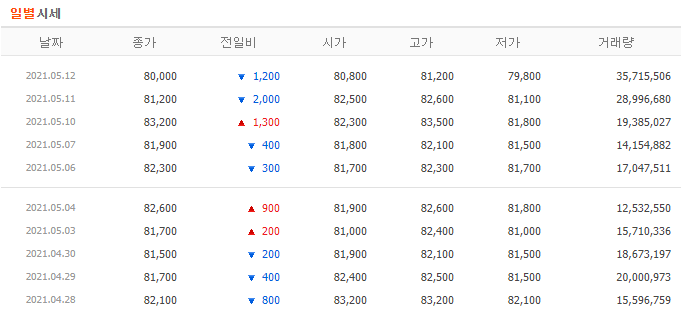 일별시세
날짜 종가 전일비 시가 고가 저가 거래량
2021.05.12 80,000 ▼ 1,200 80,800 81,200 79,800 35,715,506
2021.05.11 81,200 ▼ 2,000 82,500 82,600 81,100 28,996,680
2021.05.10 83,200 ▲ 1,300 82,300 83,500 81,800 19,385,027
2021.05.07 81,900 ▼ 400 81,800 82,100 81,500 14,154,882
2021.05.06 82,300 ▼ 300 81,700 82,300 81,700 17,047,511
2021.05.04 82,600 ▲ 900 81,900 82,600 81,800 12,532,550
2021.05.03 81,700 ▲ 200 81,000 82,400 81,000 15,710,336
2021.04.30 81,500 ▼ 200 81,900 82,100 81,500 18,673,197
2021.04.29 81,700 ▼ 400 82,400 82,500 81,500 20,000,973
2021.04.28 82,100 ▼ 800 83,200 83,200 82,100 15,596,759